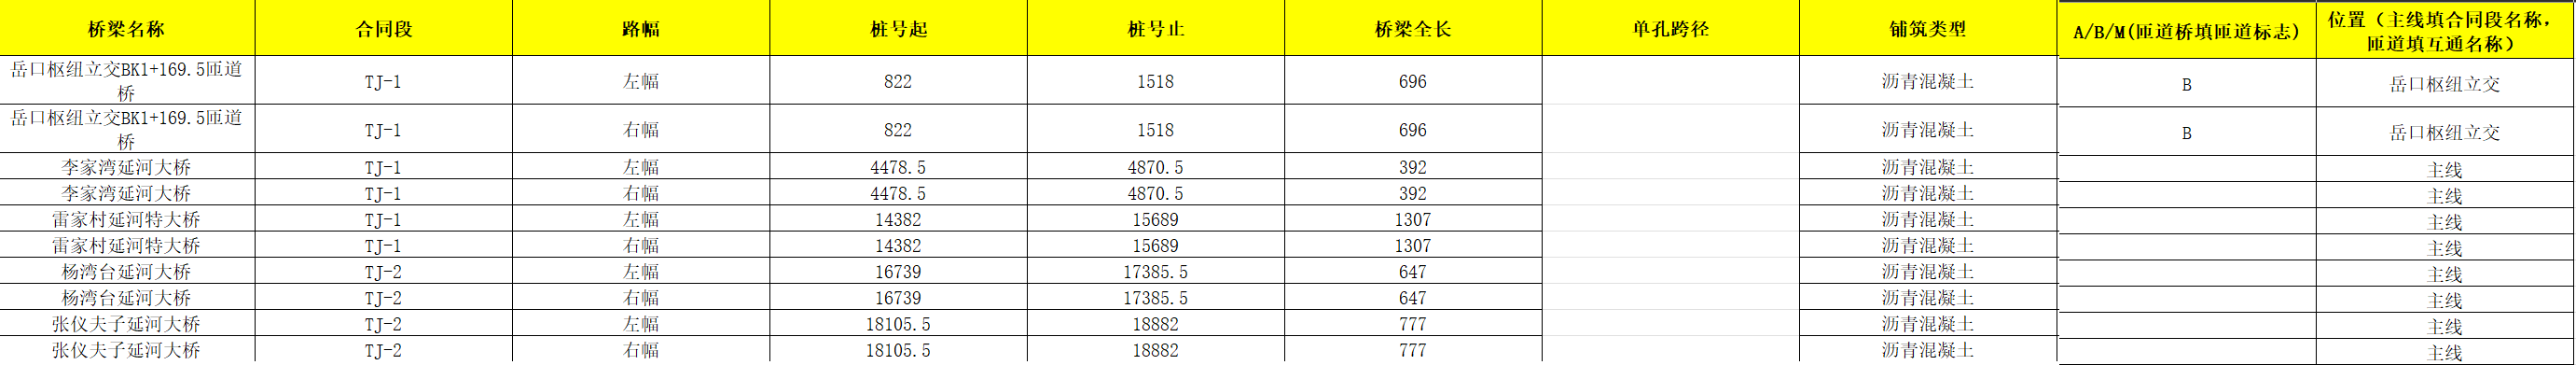 桥梁名称 合同段 路幅 桩号起 桩号止 桥梁全长 单孔跨径 铺筑类型 A/B/M(匝道桥填匝道标志) 位置（主线填合同段名称，
匝道填互通名称）
岳口枢纽立交BK1+169.5匝道
桥 TJ-1 左幅 822 1518 696 沥青混凝土 B 岳口枢纽立交
岳口枢纽立交BK1+169.5匝道
桥 TJ-1 右幅 822 1518 696 沥青混凝土 B 岳口枢纽立交
李家湾延河大桥 TJ-1 左幅 4478.5 4870.5 392 沥青混凝土 主线
李家湾延河大桥 TJ-1 右幅 4478.5 4870.5 392 沥青混凝土 主线
雷家村延河特大桥 TJ-1 左幅 14382 15689 1307 沥青混凝土 主线
雷家村延河特大桥 TJ-1 右幅 14382 15689 1307 沥青混凝土 主线
杨湾台延河大桥 TJ-2 左幅 16739 17385.5 647 沥青混凝土 主线
杨湾台延河大桥 TJ-2 右幅 16739 17385.5 647 沥青混凝土 主线
张仪夫子延河大桥 TJ-2 左幅 18105.5 18882 777 沥青混凝土 主线
张仪夫子延河大桥 TJ-2 右幅 18105.5 18882 777 沥青混凝土 主线